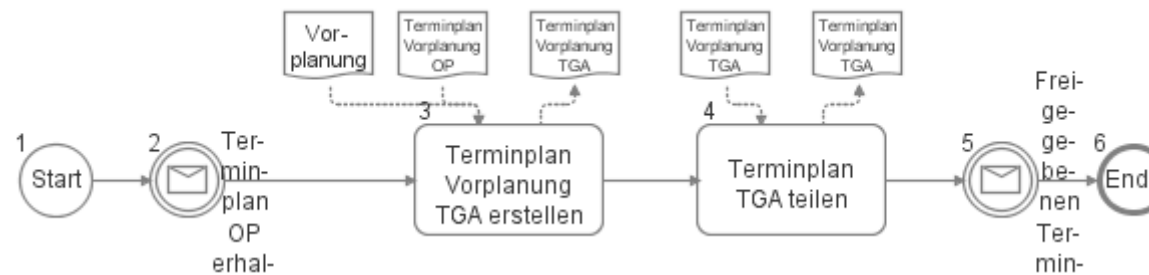 Vor-
planung
Terminplan
Vorplanung
OP
Terminplan
Vorplanung
TGA
Terminplan
Vorplanung
TGA
Terminplan
Vorplanung
TGA
1
Start
2
Ter-
min-
plan
OP
erhal-
3
Terminplan
Vorplanung
TGA erstellen
4
Terminplan
TGA teilen
5
Frei-
ge-
ge-
be-
nen
Ter-
min-
6
End